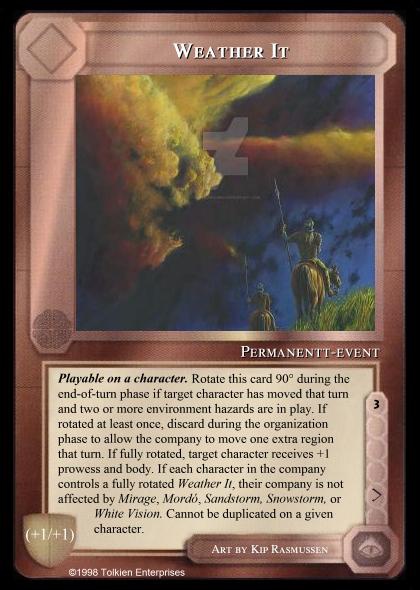 WEATHER IT
PERMANENTT-EVENT
Playable on a character. Rotate this card 90° during the
end-of-turn phase if target character has moved that turn
and two or more environment hazards are in play. If
rotated at least once, discard during the organization
phase to allow the company to move one extra region
that turn. If fully rotated, target character receives +1
prowess and body. If each character in the company
controls a fully rotated Weather It, their company is not
affected by Mirage, Mordó, Sandstorm, Snowstorm, or
White Vision. Cannot be duplicated on a given
character.
3
(+1/+1)
ART BY KIP RASMUSSEN
©1998 Tolkien Enterprises